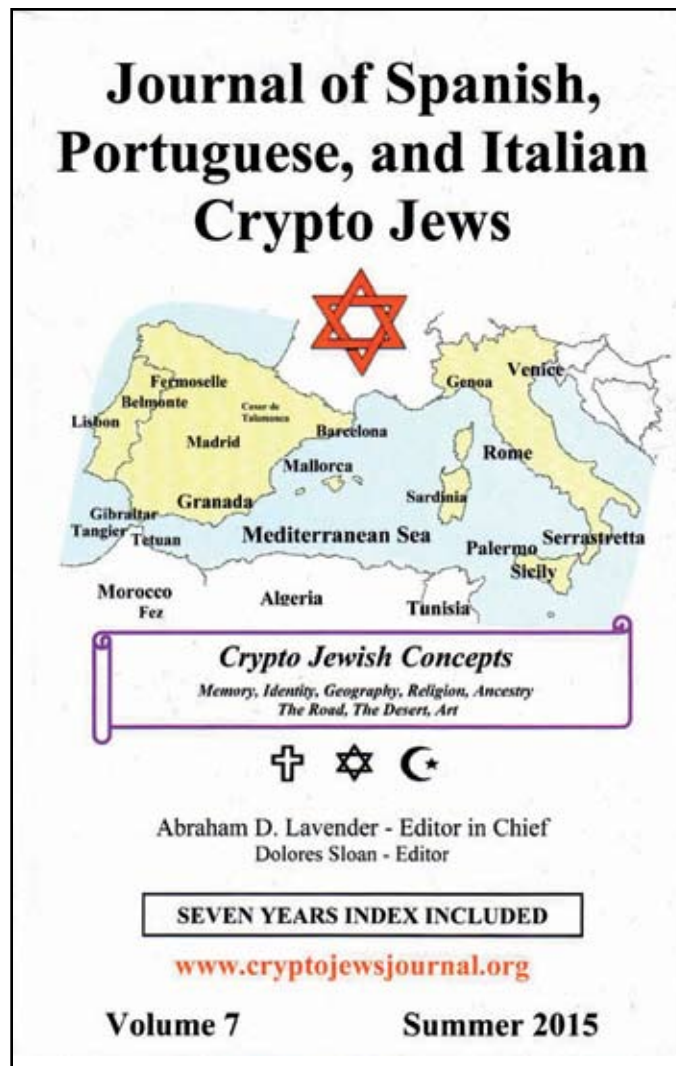 Journal of Spanish,
Portuguese, and Italian
Crypto Jews
Fermoselle
Belmonte
Lisbon
Madrid
Barcelona
Mallorca
Granada
Gibraltar
Tangier
Tetuan
Genoa
Venice
Rome
Sardinia
Mediterranean Sea
Palermo
Serrastretta
Sicily
Morocco
Fez
Algeria
Tunisia
Crypto Jewish Concepts
Memory, Identity, Geography, Religion, Ancestry
The Road, The Desert, Art
Abraham D. Lavender - Editor in Chief
Dolores Sloan - Editor
SEVEN YEARS INDEX INCLUDED
www.cryptojewsjournal.org
Volume 7 Summer 2015